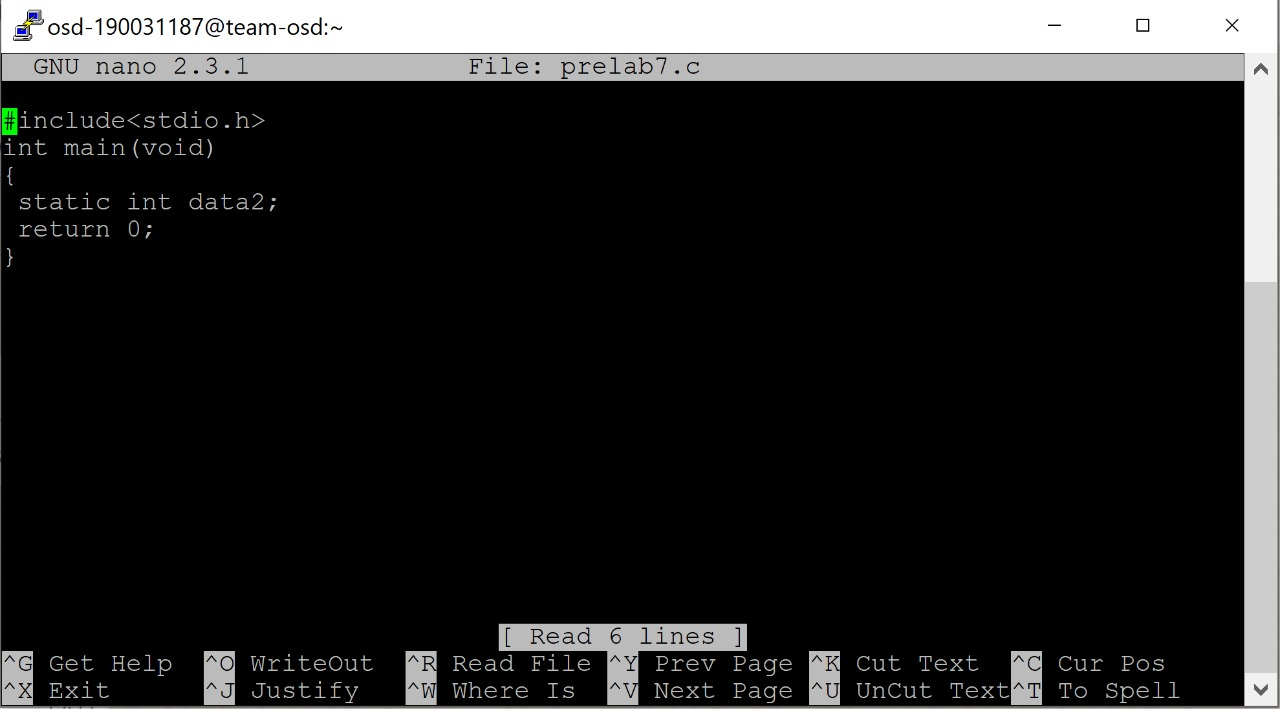 osd-190031187@team-osd:~
GNU nano 2.3.1 File: prelab7.c
#include<stdio.h>
int main(void)
{
 static int data2;
 return 0;
}
[ Read 6 lines ]
^G Get Help ^O WriteOut ^R Read File ^Y Prev Page ^K Cut Text ^C Cur Pos
^X Exit ^J Justify ^W Where Is ^V Next Page ^U UnCut Text^T To Spell